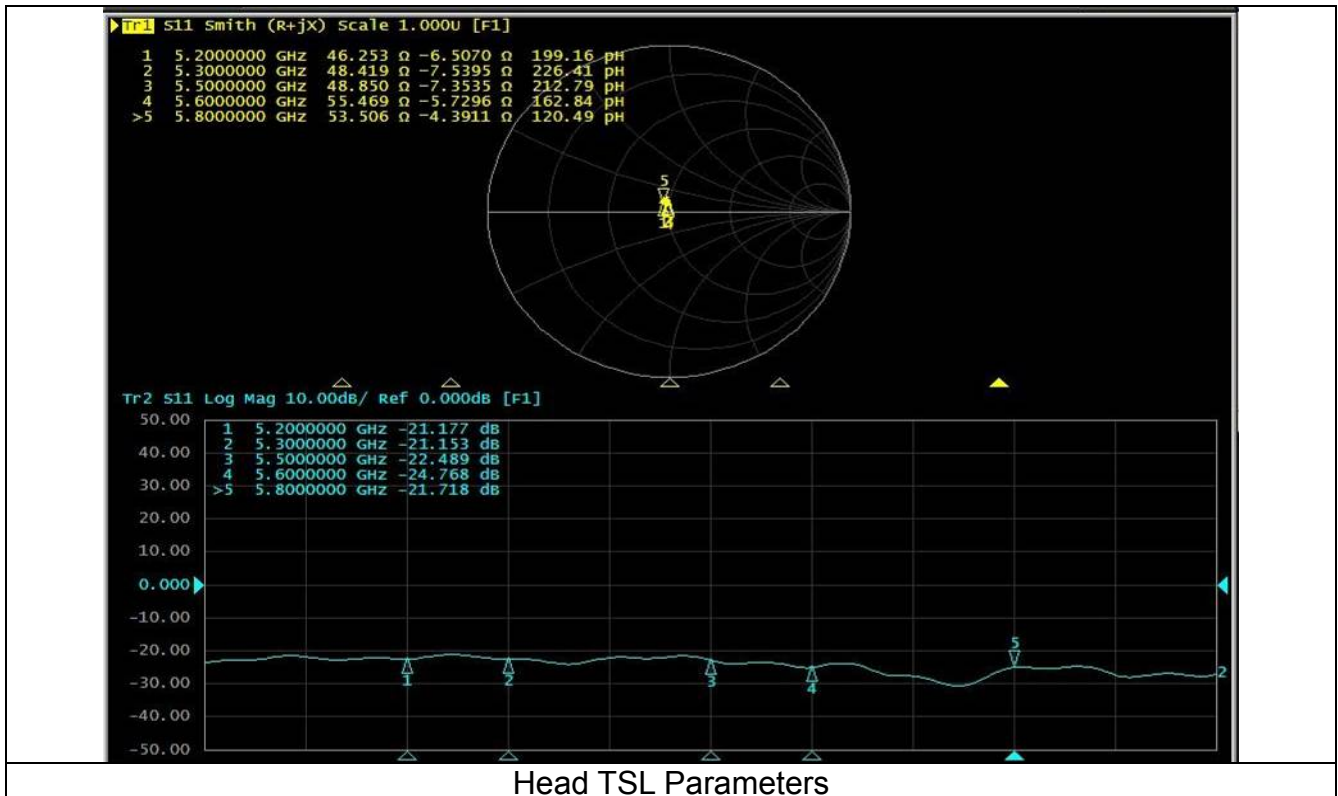 Tr1 S11 Smith (R+jX) Scale 1.000U [F1]
1 5.2000000 GHz 46.253 Ω -6.5070 Ω 199.16 pH
2 5.3000000 GHz 48.419 Ω -7.5395 Ω 226.41 pH
3 5.5000000 GHz 48.850 Ω -7.3535 Ω 212.79 pH
4 5.6000000 GHz 55.469 Ω -5.7296 Ω 162.84 pH
>5 5.8000000 GHz 53.506 Ω -4.3911 Ω 120.49 pH
5
Tr2 S11 Log Mag 10.00dB/ Ref 0.000dB [F1]
1 5.2000000 GHz -21.177 dB
2 5.3000000 GHz -21.153 dB
3 5.5000000 GHz -22.489 dB
4 5.6000000 GHz -24.768 dB
>5 5.8000000 GHz -21.718 dB
50.00
40.00
30.00
20.00
10.00
0.000
-10.00
-20.00
-30.00
-40.00
-50.00
1 2 3 4 5 2
Head TSL Parameters